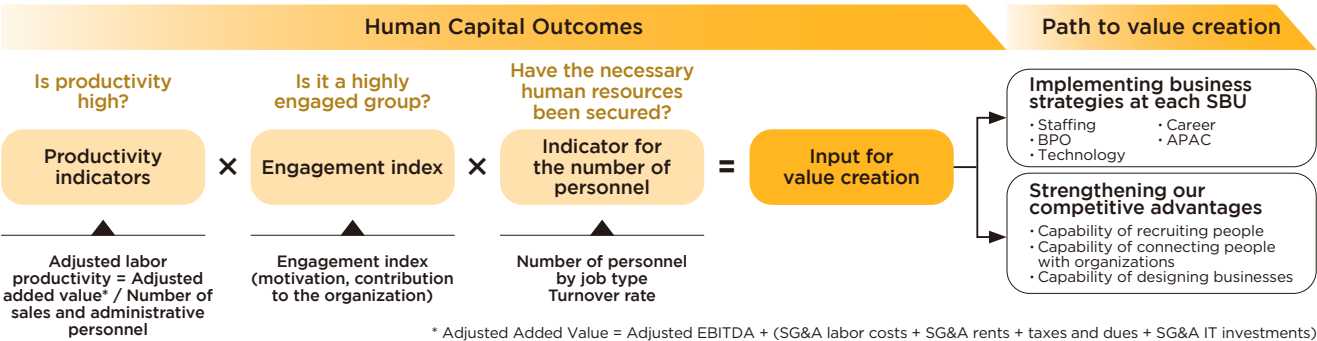 Human Capital Outcomes
Path to value creation
Is productivity
high?
Productivity
indicators
Adjusted labor
productivity = Adjusted
added value* / Number of
sales and administrative
personnel
×
Is it a highly
engaged group?
Engagement index
Engagement index
(motivation, contribution
to the organization)
×
Have the necessary
human resources
been secured?
Indicator for
the number of
personnel
Number of personnel
by job type
Turnover rate
=
Input for
value creation
Implementing business
strategies at each SBU
・Staffing
・BPO
・Technology
・Career
・APAC
Strengthening our
competitive advantages
・Capability of recruiting people
・Capability of connecting people
with organizations
・Capability of designing businesses
* Adjusted Added Value = Adjusted EBITDA + (SG&A labor costs + SG&A rents + taxes and dues + SG&A IT investments)